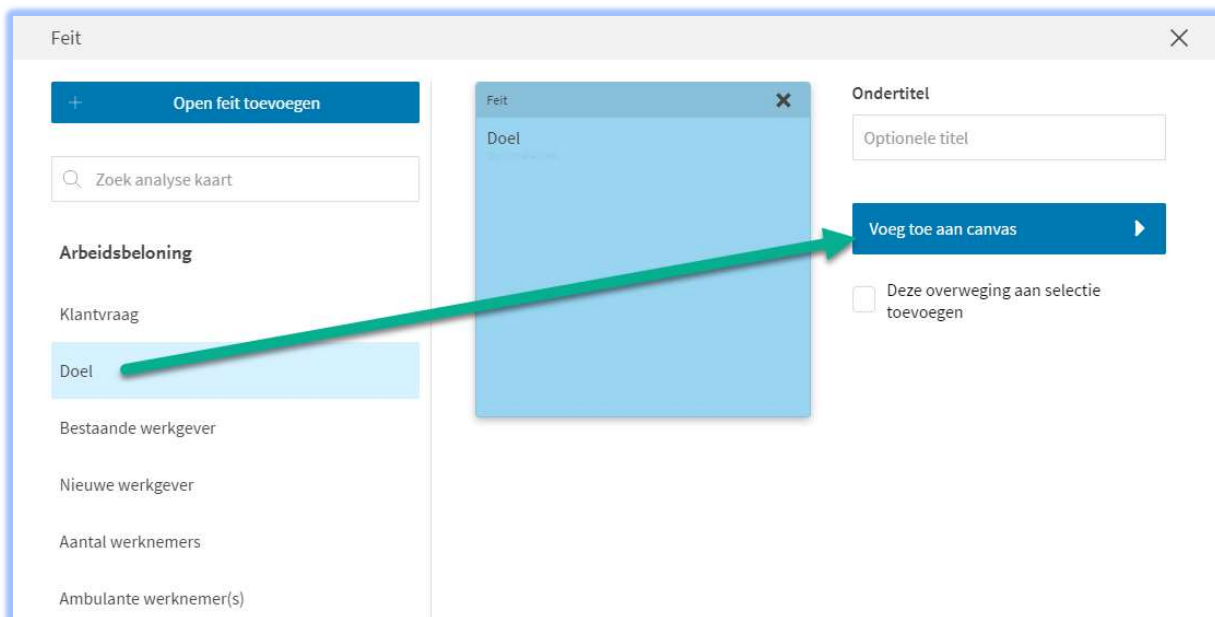 Feit
Open feit toevoegen
Zoek analyse kaart
Arbeidsbeloning
Klantvraag
Doel
Bestaande werkgever
Nieuwe werkgever
Aantal werknemers
Ambulante werknemer(s)
Feit
Doel
Ondertitel
Optionele titel
Voeg toe aan canvas
Deze overweging aan selectie
toevoegen